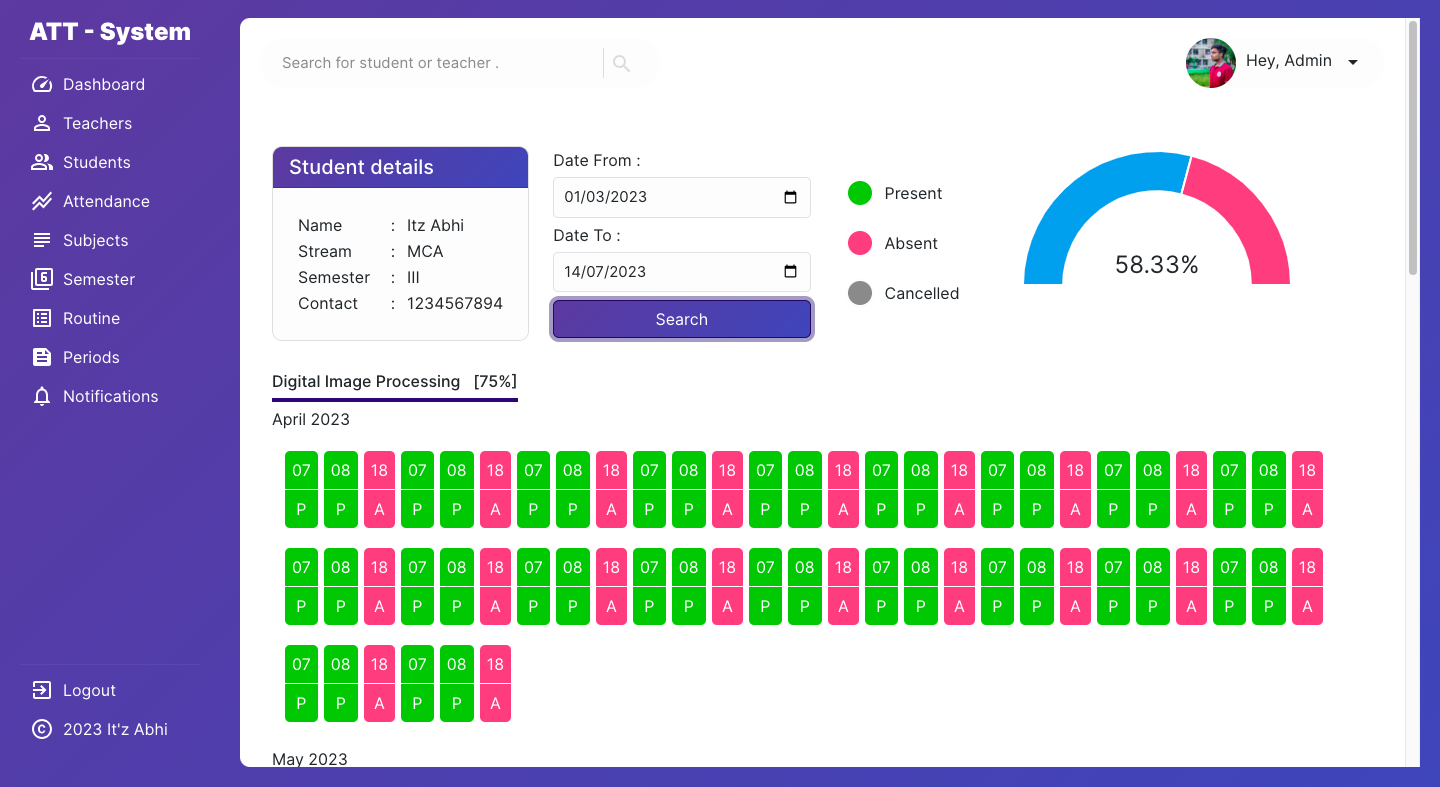 ATT - System
Dashboard
Teachers
Students
Attendance
Subjects
6 Semester
Routine
Periods
Notifications
Logout
© 2023 It'z Abhi
Search for student or teacher .
Hey, Admin
Student details
Name : Itz Abhi
Stream : MCA
Semester : III
Contact : 1234567894
Date From :
01/03/2023
Date To :
14/07/2023
Search
Present
Absent
Cancelled
58.33%
Digital Image Processing [75%]
April 2023
07 08 18 07 08 18 07 08 18 07 08 18 07 08 18 07 08 18 07 08 18 07 08 18 07 08 18
P P A P P A P P A P P A P P A P P A P P A P P A P P A
07 08 18 07 08 18 07 08 18 07 08 18 07 08 18 07 08 18 07 08 18 07 08 18 07 08 18
P P A P P A P P A P P A P P A P P A P P A P P A P P A
07 08 18 07 08 18
P P A P P A
May 2023